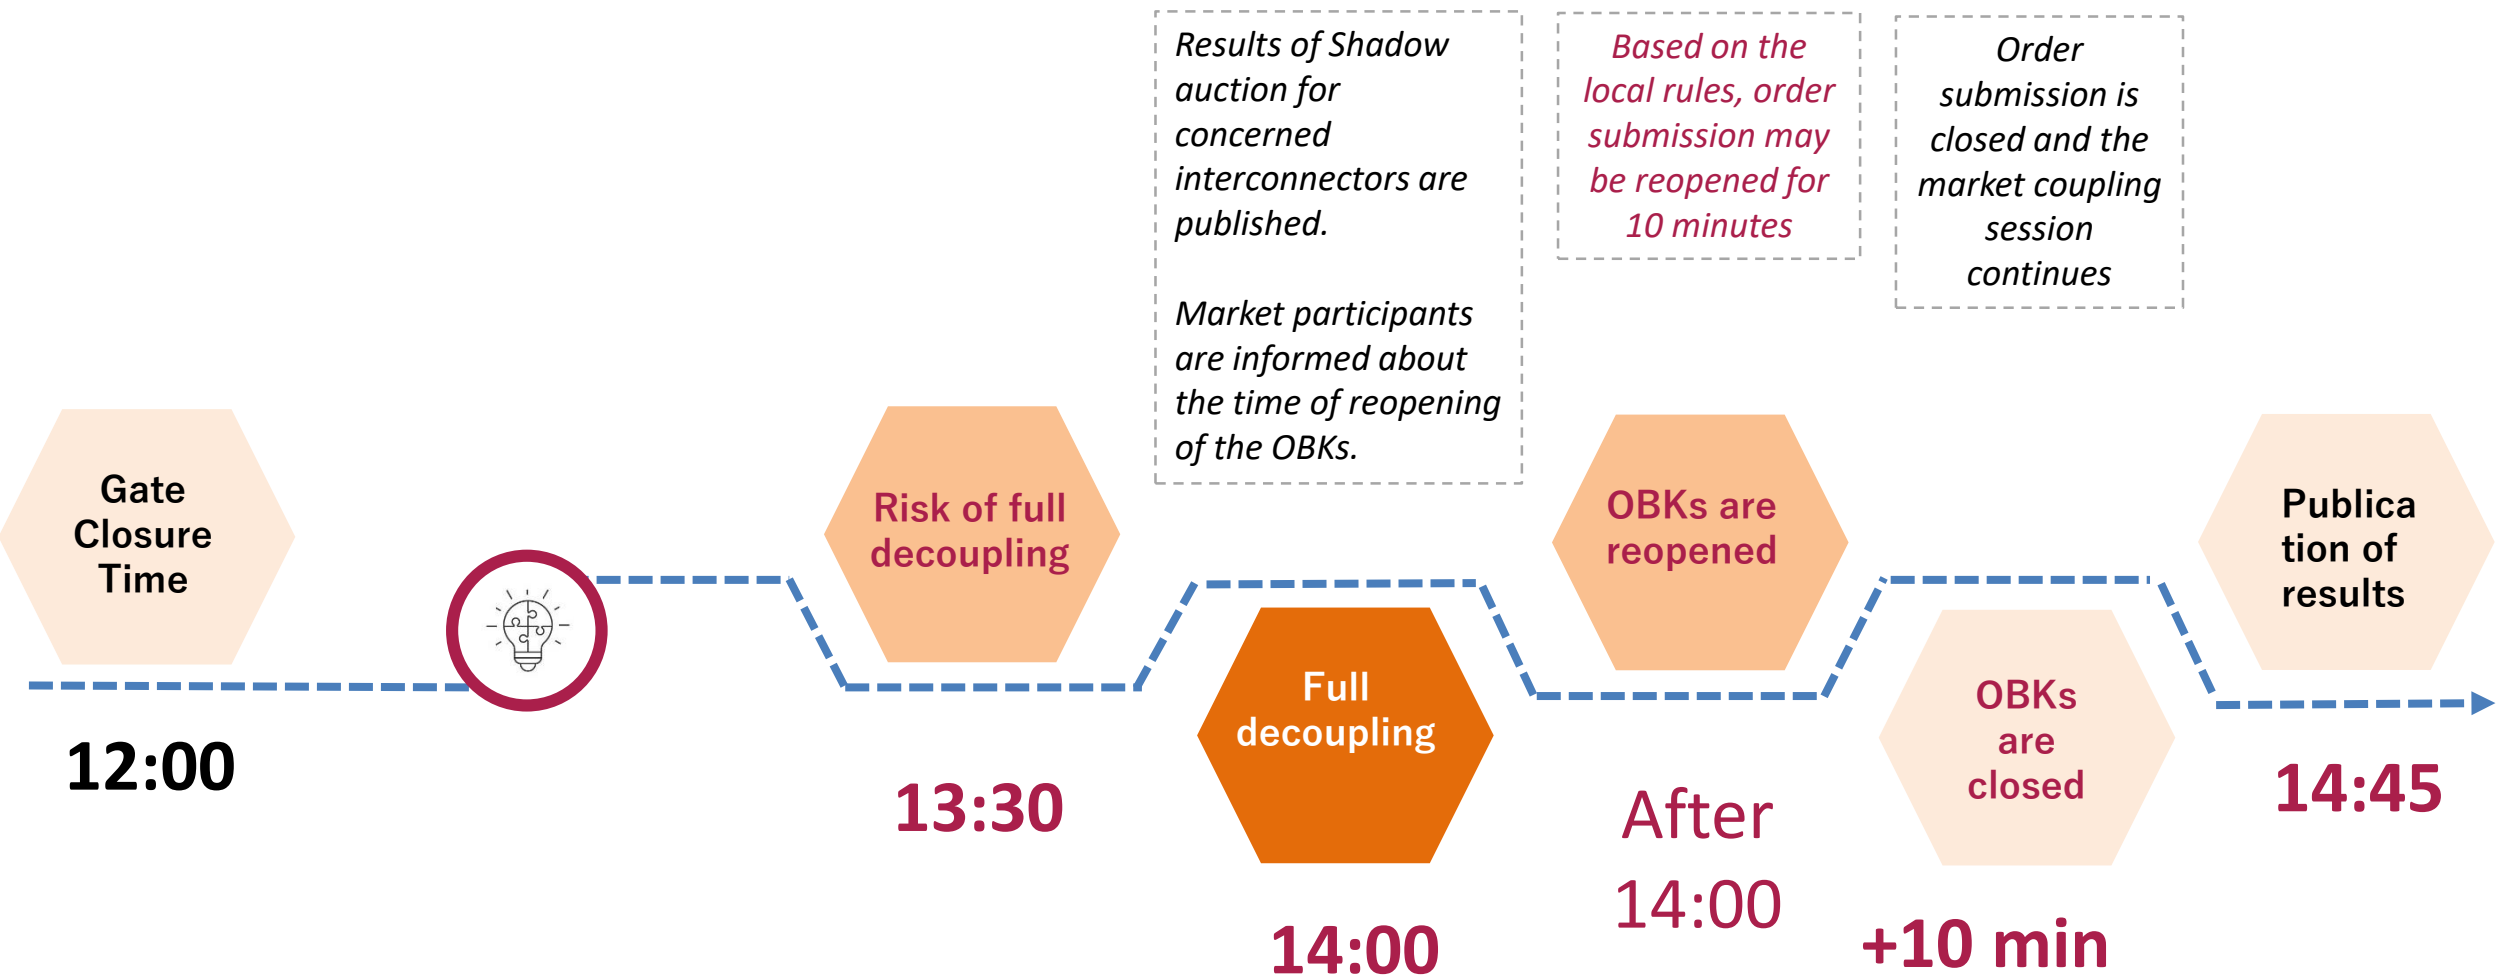 Results of Shadow
auction for
concerned
interconnectors are
published.
Market participants
are informed about
the time of reopening
of the OBKs.
Based on the
local rules, order
submission may
be reopened for
10 minutes
Order
submission is
closed and the
market coupling
session
continues
Gate
Closure
Time
12:00
Risk of full
decoupling
13:30
Full
decoupling
14:00
OBKs are
reopened
After
14:00
OBKs
are
closed
+10 min
Publica
tion of
results
14:45